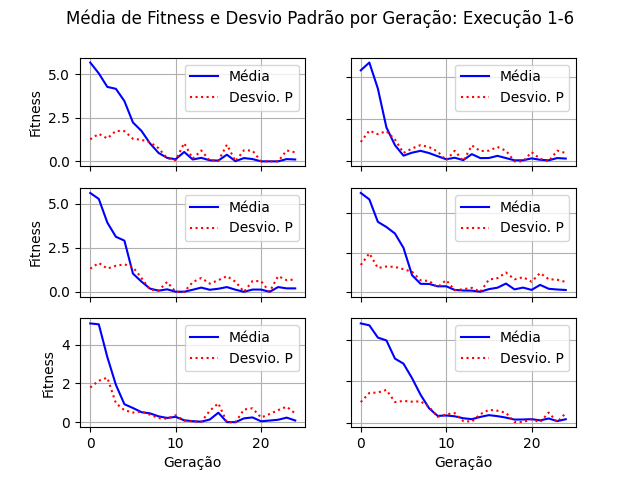 Média de Fitness e Desvio Padrão por Geração: Execução 1-6
5.0
2.5
0.0
Fitness
Média
Desvio. P
Média
Desvio. P
5.0
2.5
0.0
Fitness
Média
Desvio. P
Média
Desvio. P
4
2
0
Fitness
Média
Desvio. P
Média
Desvio. P
0 10 20
Geração
0 10 20
Geração